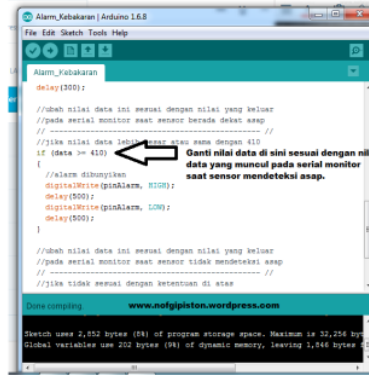 Alarm_Kebakaran | Arduino 1.6.8
File Edit Sketch Tools Help
Alarm_Kebakaran
delay(300);
//ubah nilai data ini sesuai dengan nilai yang keluar
//pada serial monitor saat sensor berada dekat asap
// ---------------------------------------- //
//jika nilai data lebih besar atau sama dengan 410
if (data >= 410)
Ganti nilai data di sini sesuai dengan nil
data yang muncul pada serial monitor
saat sensor mendeteksi asap.
{
//alarm dibunyikan
digitalWrite(pinAlarm, HIGH);
delay(500);
digitalWrite(pinAlarm, LOW);
delay(500);
}
//ubah nilai data ini sesuai dengan nilai yang keluar
//pada serial monitor saat sensor tidak mendeteksi asap
// ---------------------------------------- //
//jika tidak sesuai dengan ketentuan di atas
Done compiling.
www.nofgipiston.wordpress.com
Sketch uses 2,852 bytes (8%) of program storage space. Maximum is 32,256 byt
Global variables use 202 bytes (9%) of dynamic memory, leaving 1,846 bytes